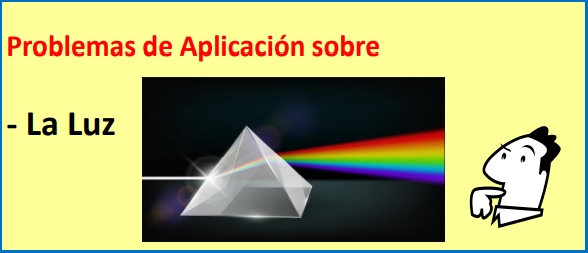 Problemas de Aplicación sobre
- La Luz